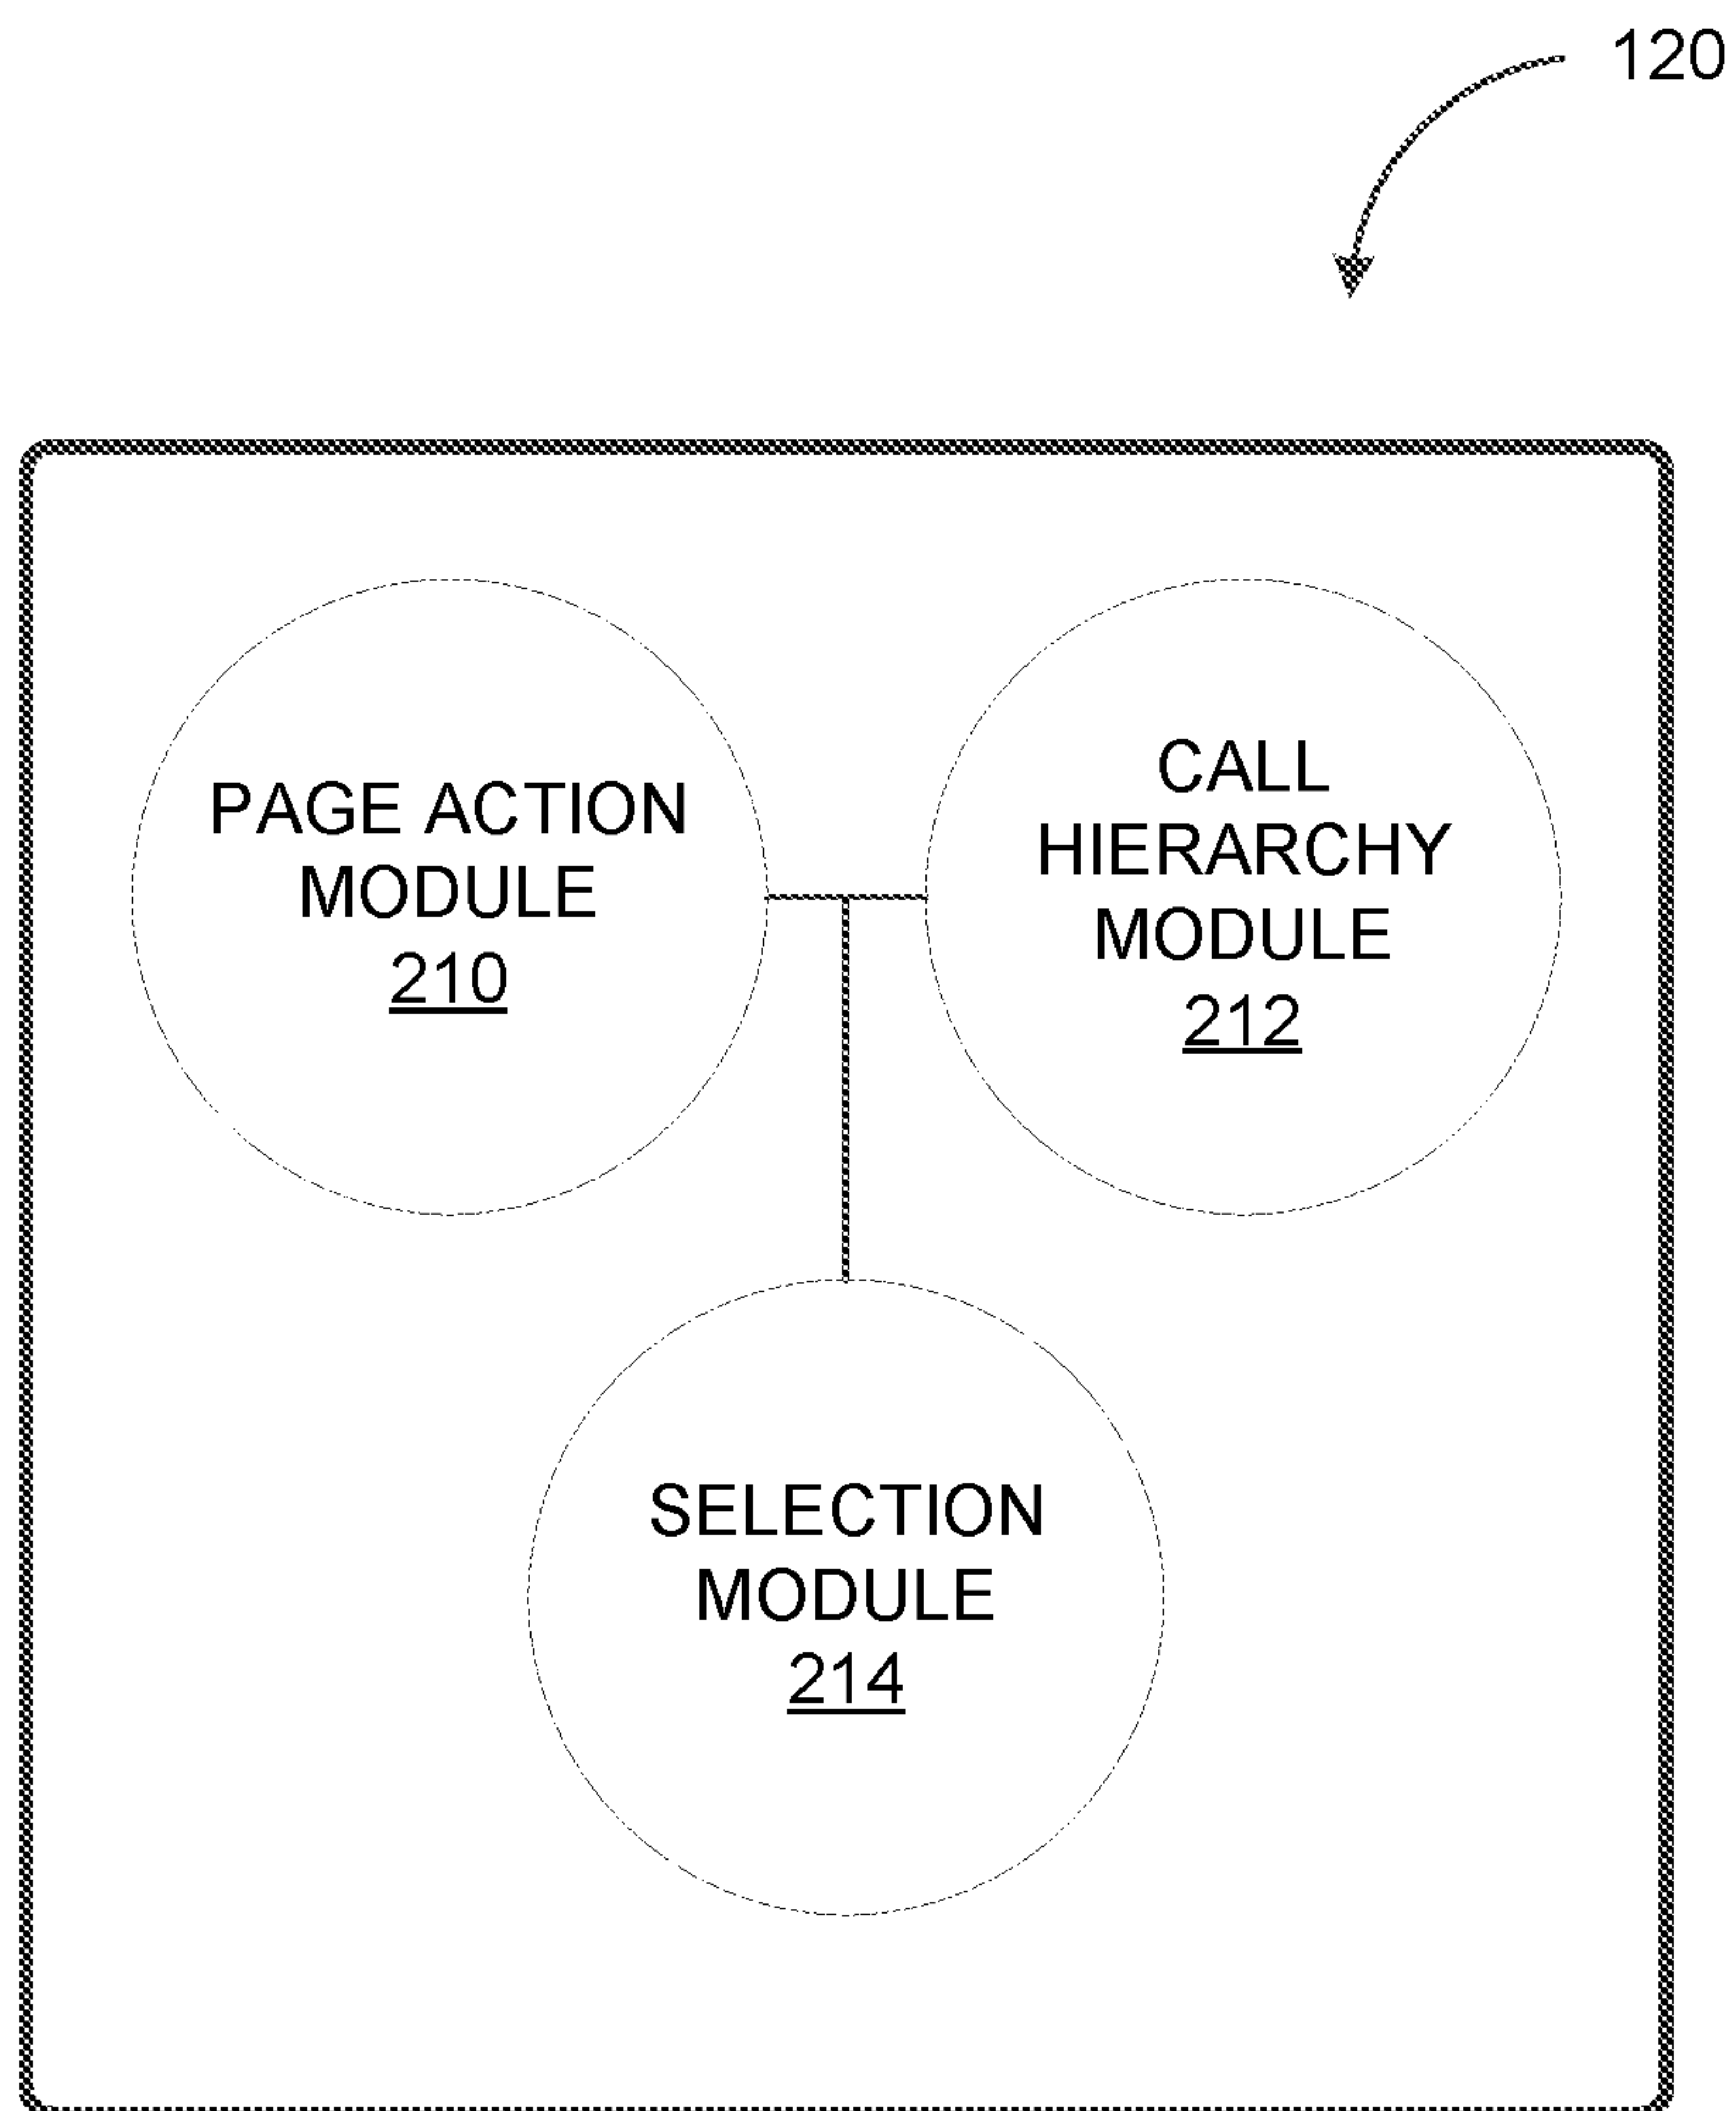 120
PAGE ACTION
MODULE
210
CALL
HIERARCHY
MODULE
212
SELECTION
MODULE
214